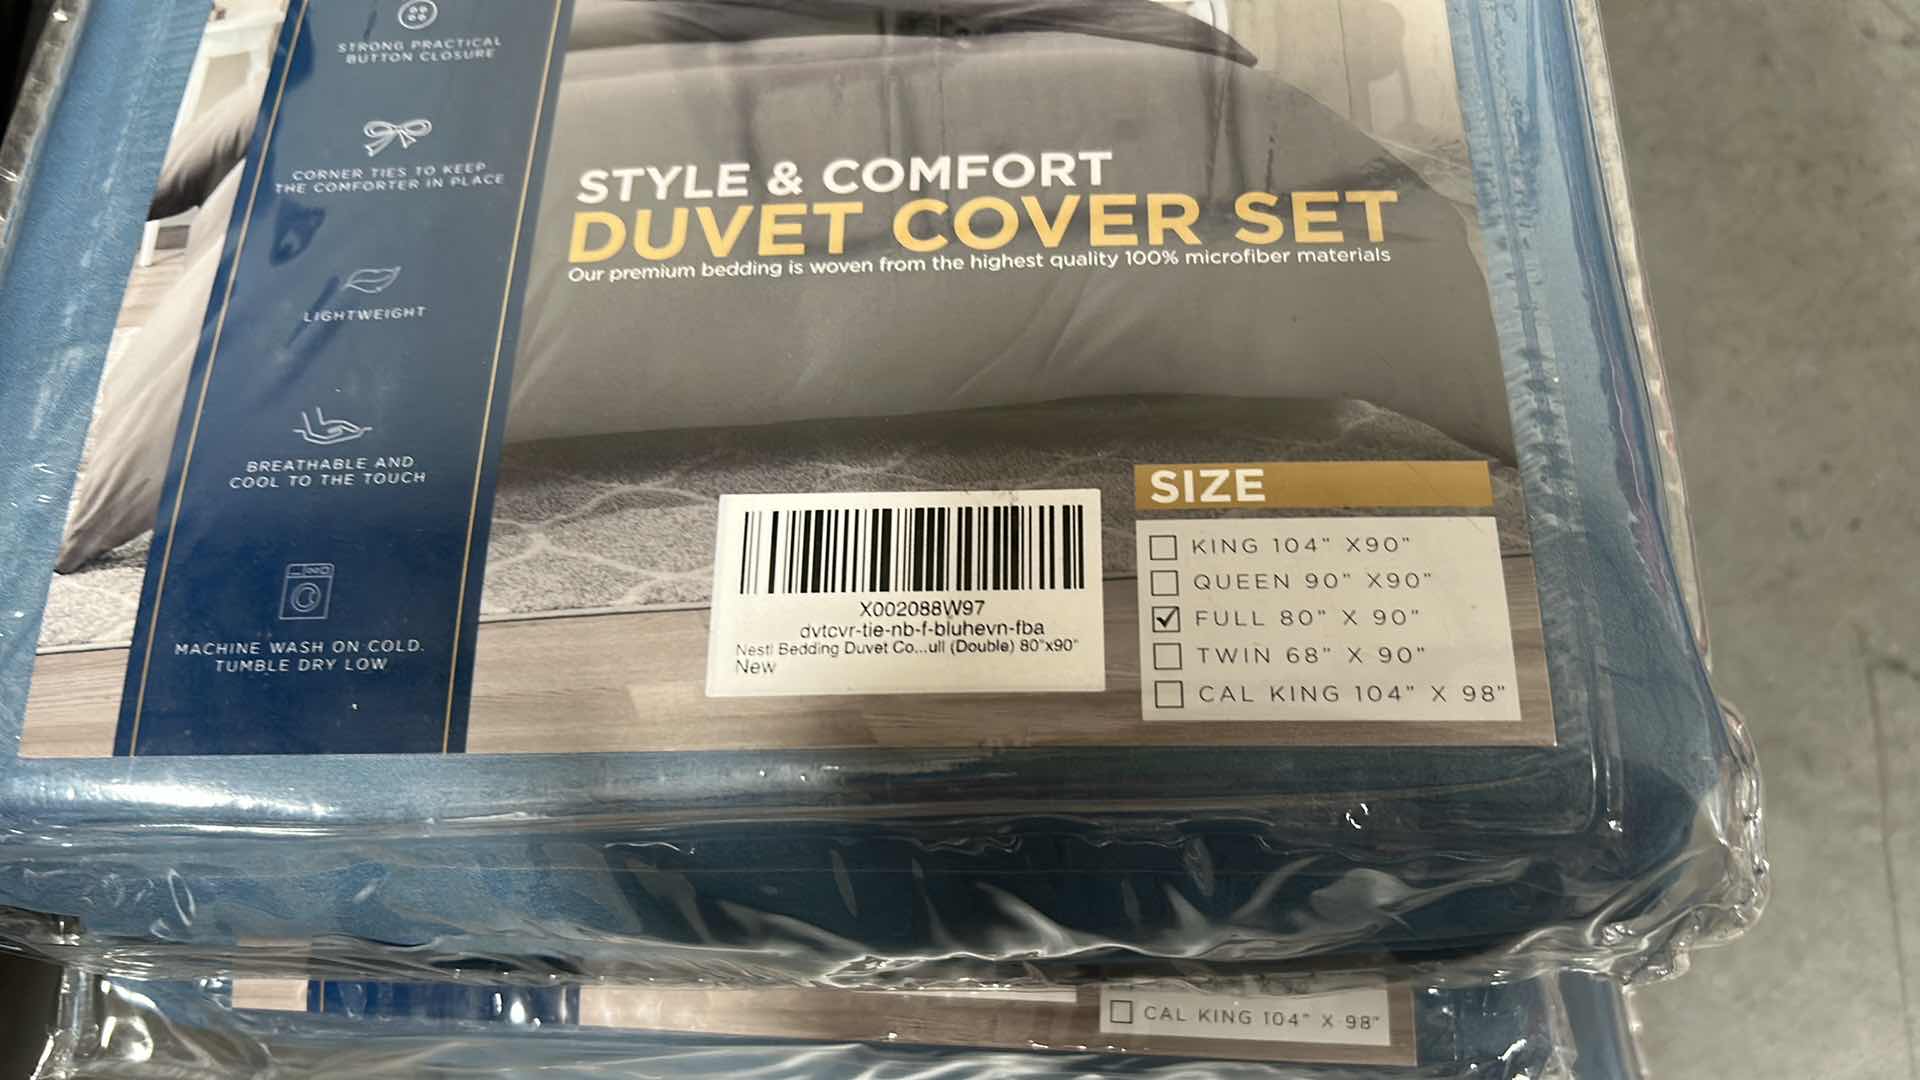 STRONG PRACTICAL
BUTTON CLOSURE
CORNER TIES TO KEEP
THE COMFORTER IN PLACE
LIGHTWEIGHT
BREATHABLE AND
COOL TO THE TOUCH
MACHINE WASH ON COLD.
TUMBLE DRY LOW
STYLE & COMFORT
DUVET COVER SET
Our premium bedding is woven from the highest quality 100% microfiber materials
X002088W97
dvtcvr-tie-nb-f-bluhevn-fba
Nestl Bedding Duvet Co...ull (Double) 80"x90"
New
SIZE
KING 104" X90"
QUEEN 90" X90"
FULL 80" X 90"
TWIN 68" X 90"
CAL KING 104" X 98"
CAL KING 104" X 98"